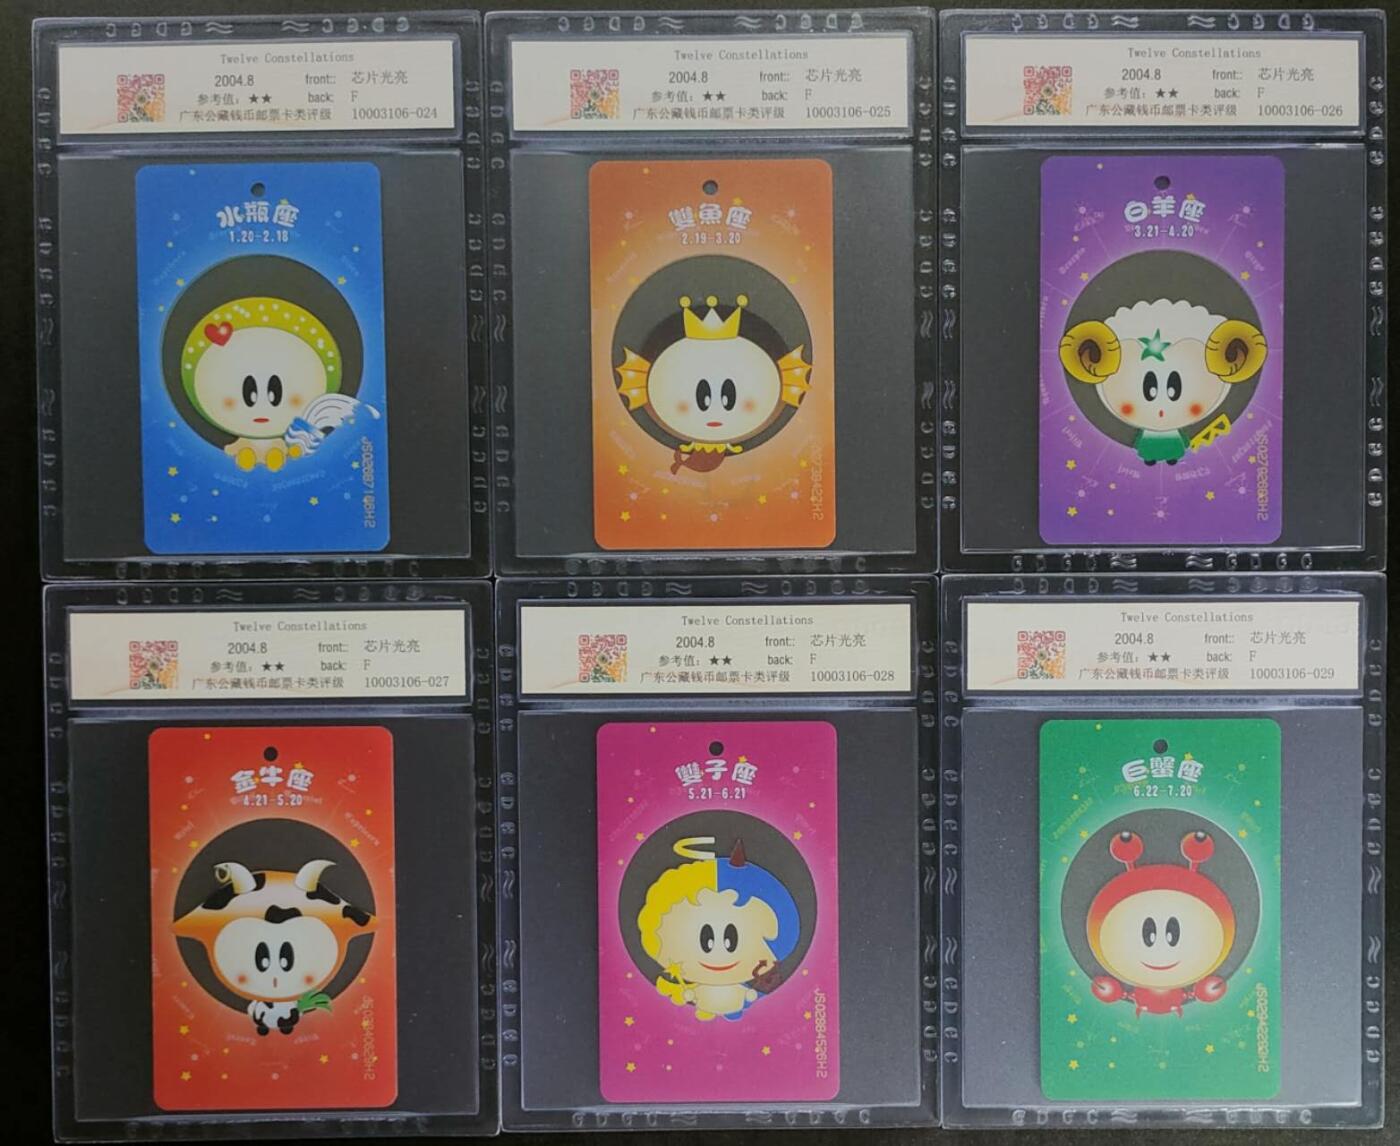 Twelve Constellations
2004.8 front:: 芯片光亮
参考值：★★ back: F
广东公藏钱币邮票卡类评级 10003106-024
水瓶座
1.20-2.18
Twelve Constellations
2004.8 front:: 芯片光亮
参考值：★★ back: F
广东公藏钱币邮票卡类评级 10003106-025
雙魚座
2.19-3.20
Twelve Constellations
2004.8 front:: 芯片光亮
参考值：★★ back: F
广东公藏钱币邮票卡类评级 10003106-026
白羊座
3.21-4.20
Twelve Constellations
2004.8 front:: 芯片光亮
参考值：★★ back: F
广东公藏钱币邮票卡类评级 10003106-027
金牛座
4.21-5.20
Twelve Constellations
2004.8 front:: 芯片光亮
参考值：★★ back: F
广东公藏钱币邮票卡类评级 10003106-028
雙子座
5.21-6.21
JS02984526H2
Twelve Constellations
2004.8 front:: 芯片光亮
参考值：★★ back: F
广东公藏钱币邮票卡类评级 10003106-029
巨蟹座
6.22-7.20